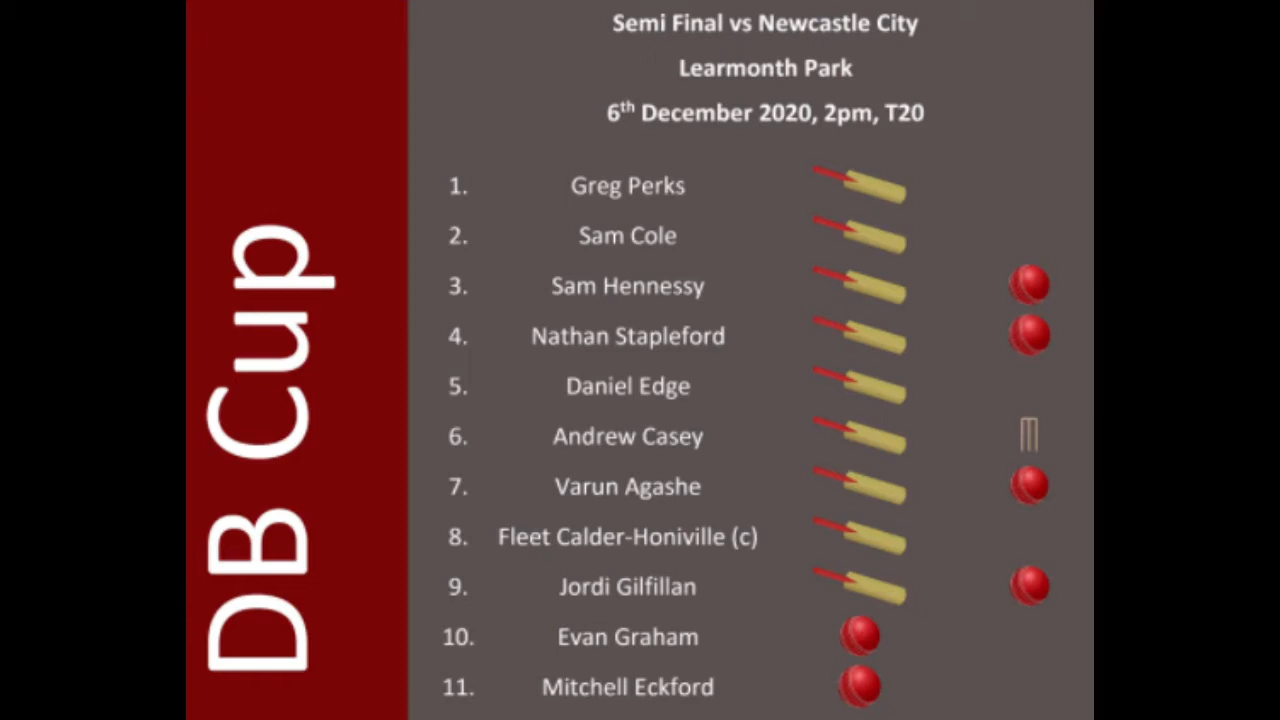 DB Cup
Semi Final vs Newcastle City
Learmonth Park
6th December 2020, 2pm, T20
1. Greg Perks
2. Sam Cole
3. Sam Hennessy
4. Nathan Stapleford
5. Daniel Edge
6. Andrew Casey
7. Varun Agashe
8. Fleet Calder-Honiville (c)
9. Jordi Gilfillan
10. Evan Graham
11. Mitchell Eckford